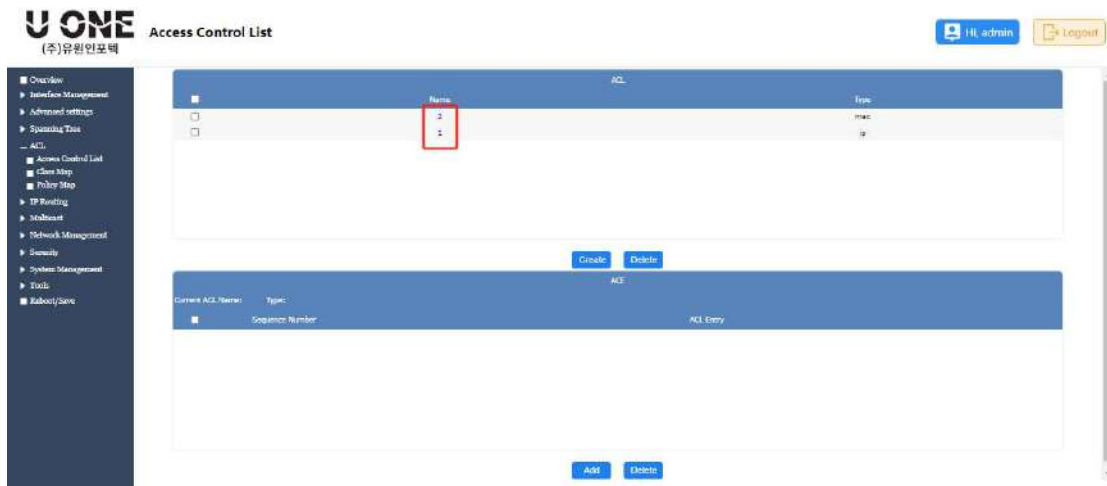 U ONE
(주)유원인포텍
Access Control List
Hi, admin
Logout
Overview
Interface Management
Advanced settings
Spanning Tree
ACL
Access Control List
Class Map
Policy Map
IP Routing
Multicast
Network Management
Security
System Management
Tools
Reboot/Save
ACL
Name Type
2 mac
1 ip
Create Delete
ACE
Current ACL Name: Type:
Sequence Number ACL Entry
Add Delete